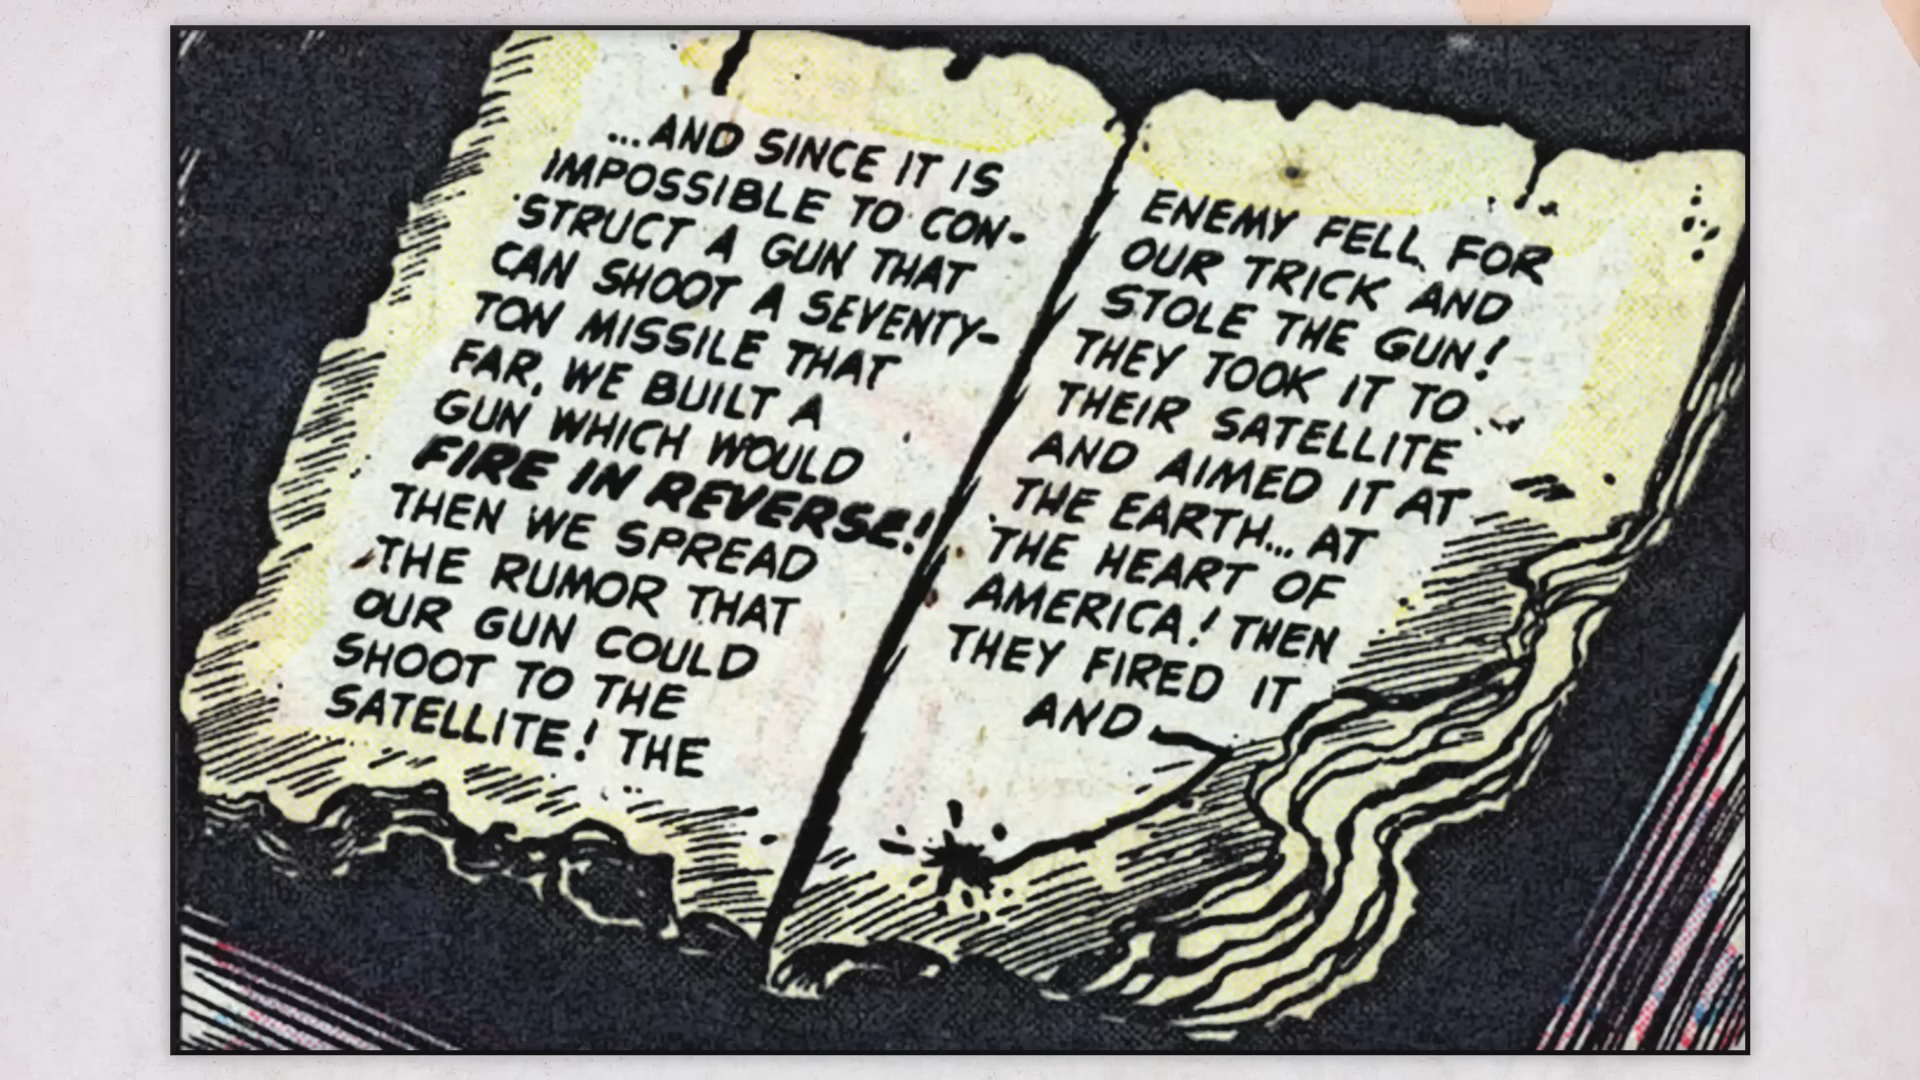 ...AND SINCE IT IS
IMPOSSIBLE TO CON-
STRUCT A GUN THAT
CAN SHOOT A SEVENTY-
TON MISSILE THAT
FAR, WE BUILT A
GUN WHICH WOULD
FIRE IN REVERSE!
THEN WE SPREAD
THE RUMOR THAT
OUR GUN COULD
SHOOT TO THE
SATELLITE! THE
ENEMY FELL FOR
OUR TRICK AND
STOLE THE GUN!
THEY TOOK IT TO
THEIR SATELLITE
AND AIMED IT AT
THE EARTH... AT
THE HEART OF
AMERICA! THEN
THEY FIRED IT
AND